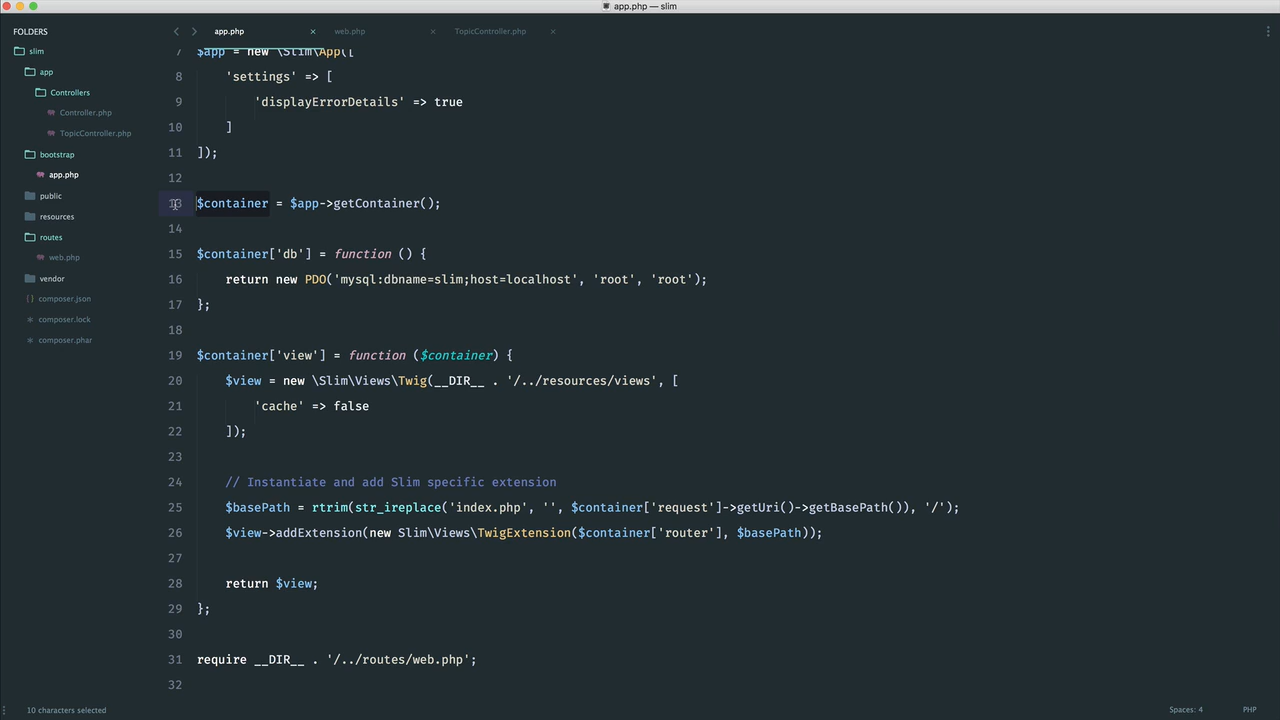 app.php — slim
FOLDERS
slim
app
Controllers
Controller.php
TopicController.php
bootstrap
app.php
public
resources
routes
web.php
vendor
composer.json
composer.lock
composer.phar
app.php
web.php
TopicController.php
7 $app = new \Slim\App([
8 'settings' => [
9 'displayErrorDetails' => true
10 ]
11 ]);
12
13 $container = $app->getContainer();
14
15 $container['db'] = function () {
16 return new PDO('mysql:dbname=slim;host=localhost', 'root', 'root');
17 };
18
19 $container['view'] = function ($container) {
20 $view = new \Slim\Views\Twig(__DIR__ . '/../resources/views', [
21 'cache' => false
22 ]);
23
24 // Instantiate and add Slim specific extension
25 $basePath = rtrim(str_ireplace('index.php', '', $container['request']->getUri()->getBasePath()), '/');
26 $view->addExtension(new Slim\Views\TwigExtension($container['router'], $basePath));
27
28 return $view;
29 };
30
31 require __DIR__ . '/../routes/web.php';
32
10 characters selected
Spaces: 4
PHP